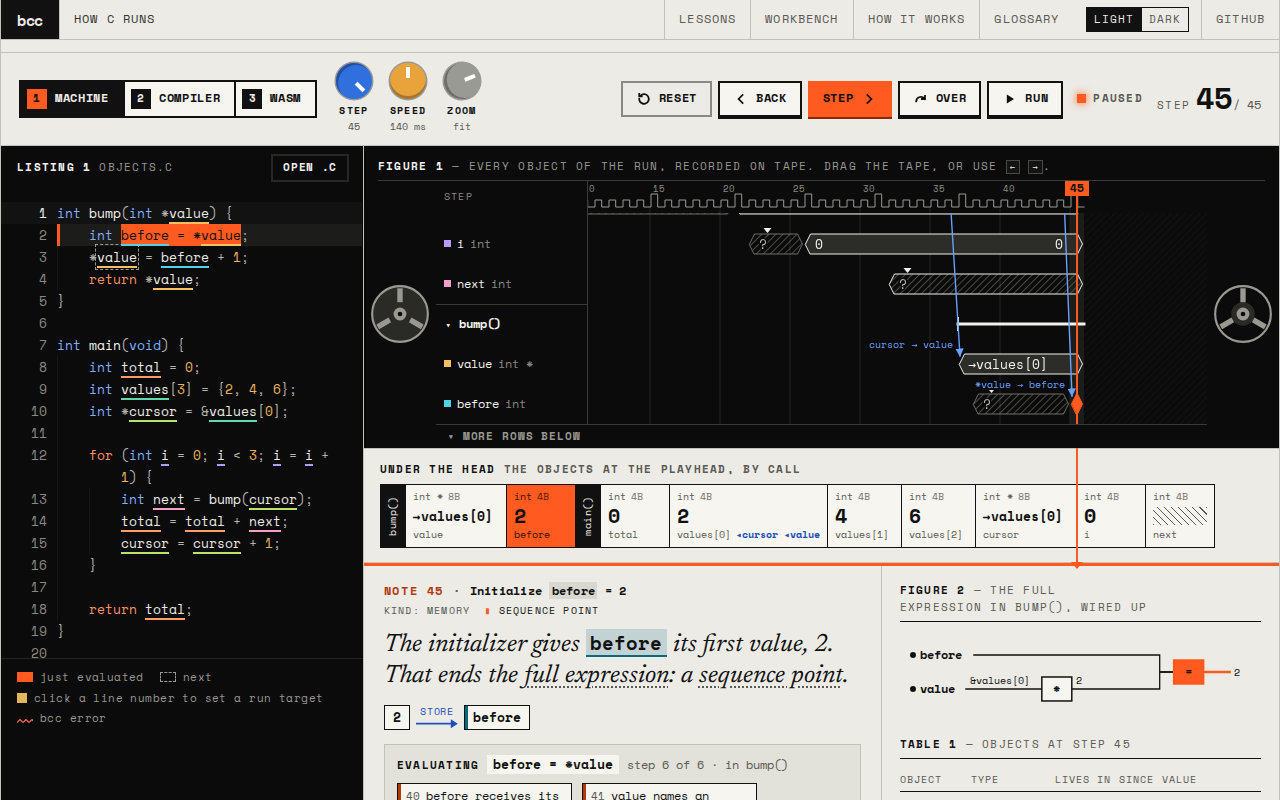 bcc HOW C RUNS LESSONS WORKBENCH HOW IT WORKS GLOSSARY LIGHT DARK GITHUB
1 MACHINE 2 COMPILER 3 WASM STEP 45 SPEED 140 ms ZOOM fit RESET BACK STEP OVER RUN PAUSED STEP 45 / 45
LISTING 1 OBJECTS.C OPEN .C
1 int bump(int *value) {
2 int before = *value;
3 *value = before + 1;
4 return *value;
5 }
6
7 int main(void) {
8 int total = 0;
9 int values[3] = {2, 4, 6};
10 int *cursor = &values[0];
11
12 for (int i = 0; i < 3; i = i +
1) {
13 int next = bump(cursor);
14 total = total + next;
15 cursor = cursor + 1;
16 }
17
18 return total;
19 }
20
just evaluated next
click a line number to set a run target
bcc error
FIGURE 1 — EVERY OBJECT OF THE RUN, RECORDED ON TAPE. DRAG THE TAPE, OR USE ← →.
STEP 0 15 20 25 30 35 40 45
i int ? 0 0
next int ?
▾ bump()
cursor → value
value int * →values[0]
*value → before
before int ?
▾ MORE ROWS BELOW
UNDER THE HEAD THE OBJECTS AT THE PLAYHEAD, BY CALL
bump()
int * 8B
→values[0]
value
int 4B
2
before
main()
int 4B
0
total
int 4B
2
values[0] ◂cursor ◂value
int 4B
4
values[1]
int 4B
6
values[2]
int * 8B
→values[0]
cursor
int 4B
0
i
int 4B
next
NOTE 45 · Initialize before = 2
KIND: MEMORY SEQUENCE POINT
The initializer gives before its first value, 2.
That ends the full expression: a sequence point.
2 STORE before
EVALUATING before = *value step 6 of 6 · in bump()
40 before receives its
41 value names an
FIGURE 2 — THE FULL
EXPRESSION IN BUMP(), WIRED UP
before
value &values[0] * 2 = 2
TABLE 1 — OBJECTS AT STEP 45
OBJECT TYPE LIVES IN SINCE VALUE